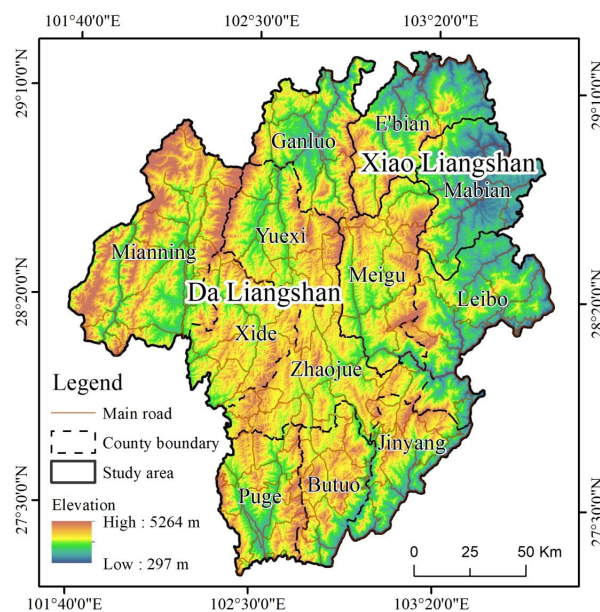 101°40'0"E 102°30'0"E 103°20'0"E
29°10'0"N
29°10'0"N
E'bian
Ganluo
Xiao Liangshan
Mabian
Yuexi
Mianning
Meigu
Da Liangshan
Leibo
28°20'0"N
28°20'0"N
Xide
Zhaojue
Legend
Main road
County boundary
Study area
Jinyang
Elevation
High : 5264 m
Low : 297 m
Puge
Butuo
27°30'0"N
27°30'0"N
0 25 50 Km
101°40'0"E 102°30'0"E 103°20'0"E